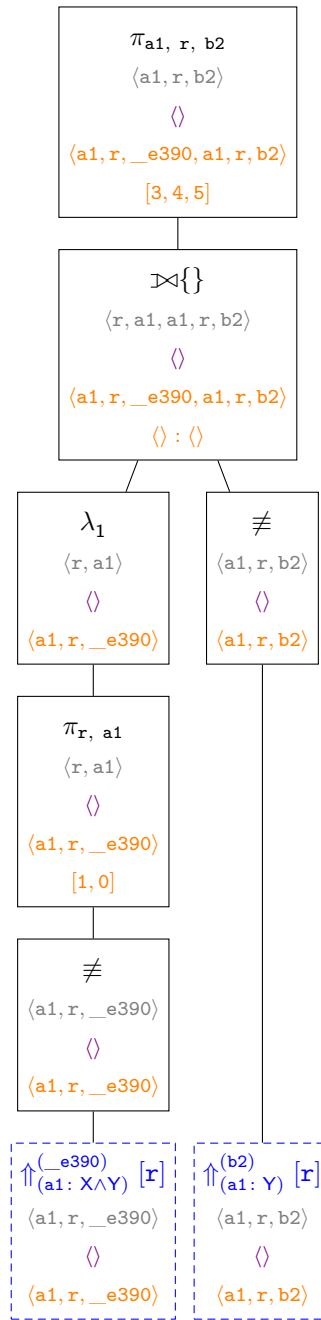 π a1, r, b2
⟨a1, r, b2⟩
⟨⟩
⟨a1, r, __e390, a1, r, b2⟩
[3, 4, 5]
⟕{}
⟨r, a1, a1, r, b2⟩
⟨⟩
⟨a1, r, __e390, a1, r, b2⟩
⟨⟩ : ⟨⟩
λ1
⟨r, a1⟩
⟨⟩
⟨a1, r, __e390⟩
≢
⟨a1, r, b2⟩
⟨⟩
⟨a1, r, b2⟩
π r, a1
⟨r, a1⟩
⟨⟩
⟨a1, r, __e390⟩
[1, 0]
≢
⟨a1, r, __e390⟩
⟨⟩
⟨a1, r, __e390⟩
⇑ (__e390) (a1: X∧Y) [r]
⟨a1, r, __e390⟩
⟨⟩
⟨a1, r, __e390⟩
⇑ (b2) (a1: Y) [r]
⟨a1, r, b2⟩
⟨⟩
⟨a1, r, b2⟩